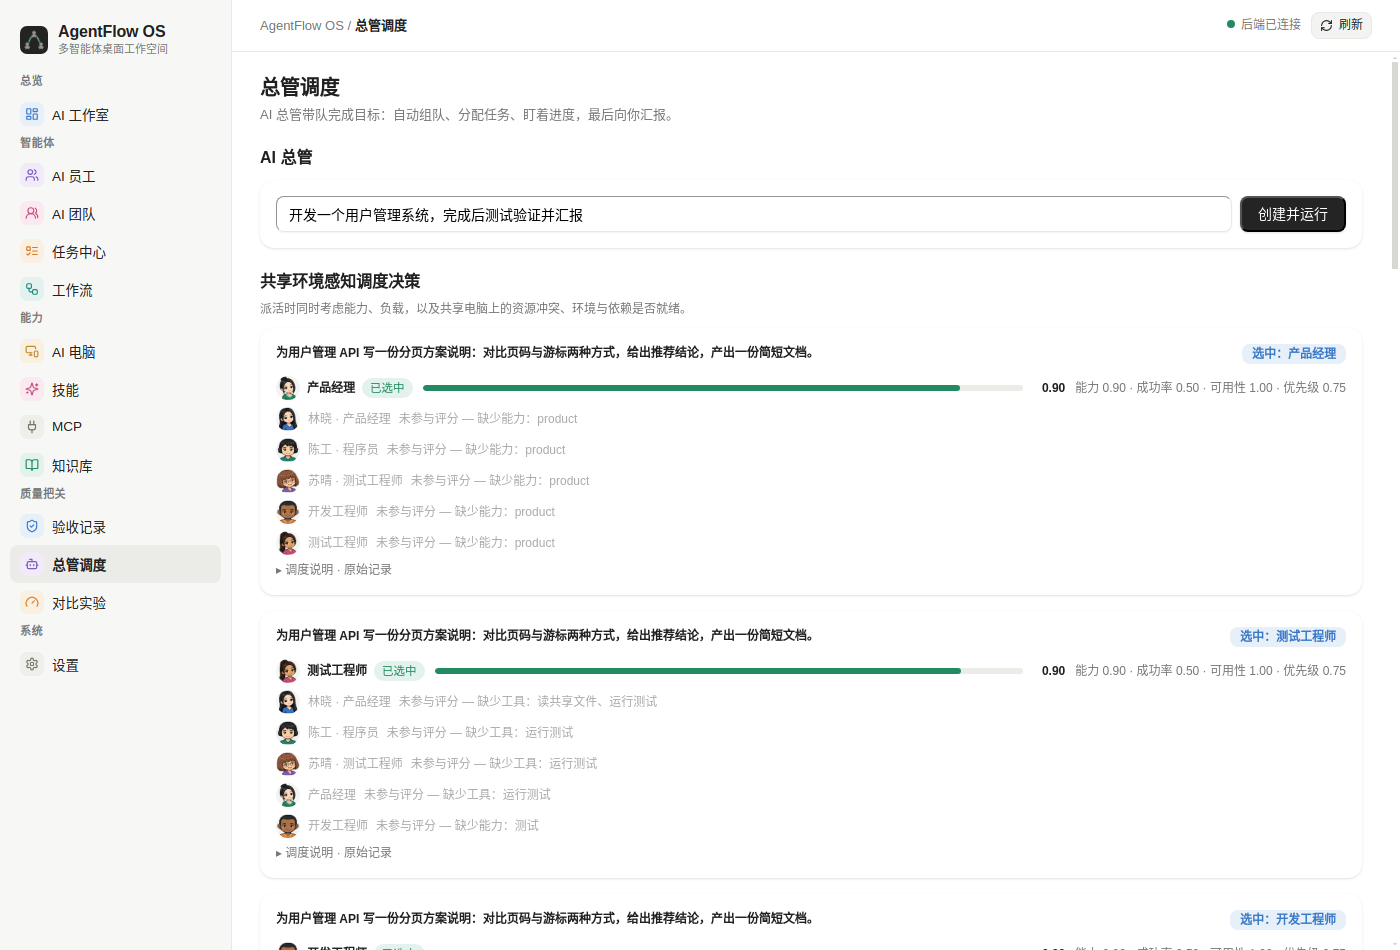 AgentFlow OS
多智能体桌面工作空间
总览
AI 工作室
智能体
AI 员工
AI 团队
任务中心
工作流
能力
AI 电脑
技能
MCP
知识库
质量把关
验收记录
总管调度
对比实验
系统
设置
AgentFlow OS / 总管调度
后端已连接
刷新
总管调度
AI 总管带队完成目标：自动组队、分配任务、盯着进度，最后向你汇报。
AI 总管
开发一个用户管理系统，完成后测试验证并汇报
创建并运行
共享环境感知调度决策
派活时同时考虑能力、负载，以及共享电脑上的资源冲突、环境与依赖是否就绪。
为用户管理 API 写一份分页方案说明：对比页码与游标两种方式，给出推荐结论，产出一份简短文档。
选中：产品经理
产品经理 已选中 0.90 能力 0.90 · 成功率 0.50 · 可用性 1.00 · 优先级 0.75
林晓 · 产品经理 未参与评分 — 缺少能力：product
陈工 · 程序员 未参与评分 — 缺少能力：product
苏晴 · 测试工程师 未参与评分 — 缺少能力：product
开发工程师 未参与评分 — 缺少能力：product
测试工程师 未参与评分 — 缺少能力：product
▸ 调度说明 · 原始记录
为用户管理 API 写一份分页方案说明：对比页码与游标两种方式，给出推荐结论，产出一份简短文档。
选中：测试工程师
测试工程师 已选中 0.90 能力 0.90 · 成功率 0.50 · 可用性 1.00 · 优先级 0.75
林晓 · 产品经理 未参与评分 — 缺少工具：读共享文件、运行测试
陈工 · 程序员 未参与评分 — 缺少工具：运行测试
苏晴 · 测试工程师 未参与评分 — 缺少工具：运行测试
产品经理 未参与评分 — 缺少工具：运行测试
开发工程师 未参与评分 — 缺少能力：测试
▸ 调度说明 · 原始记录
为用户管理 API 写一份分页方案说明：对比页码与游标两种方式，给出推荐结论，产出一份简短文档。
选中：开发工程师